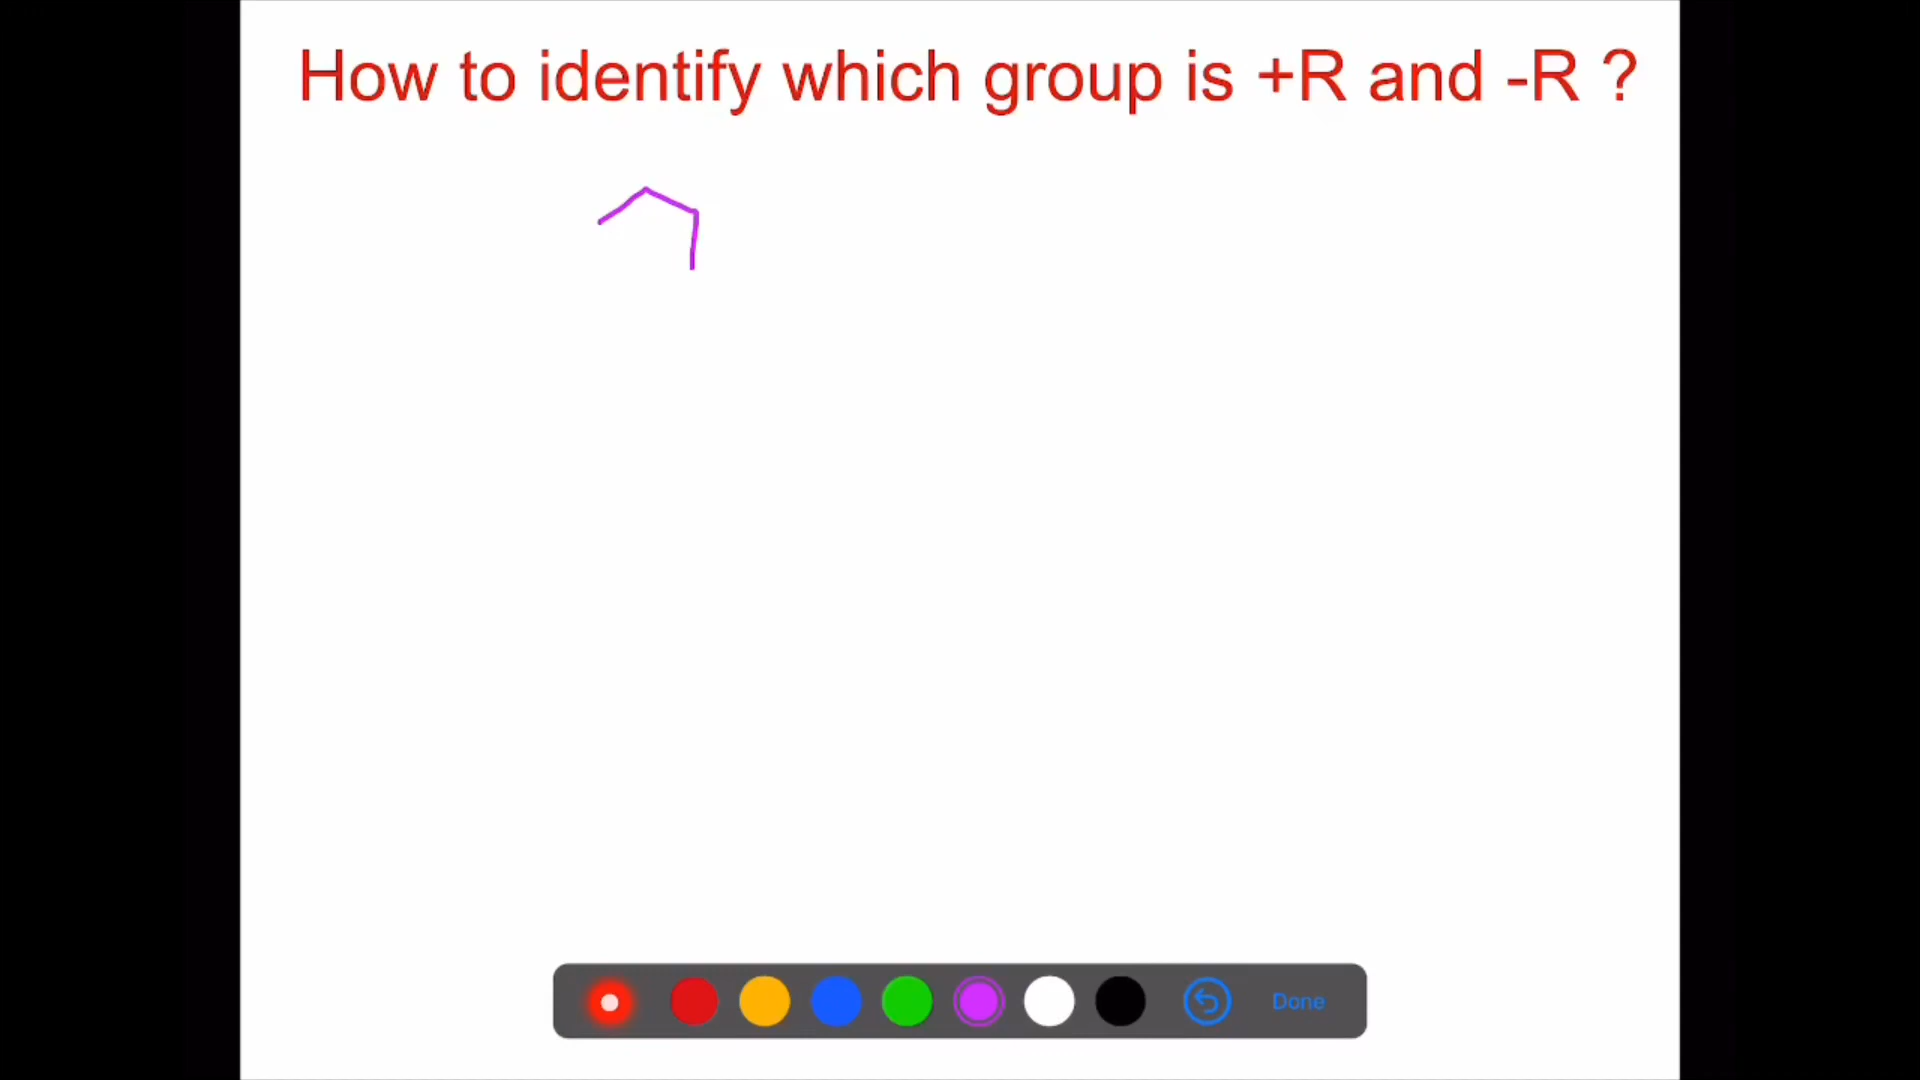 How to identify which group is +R and -R ?
Done